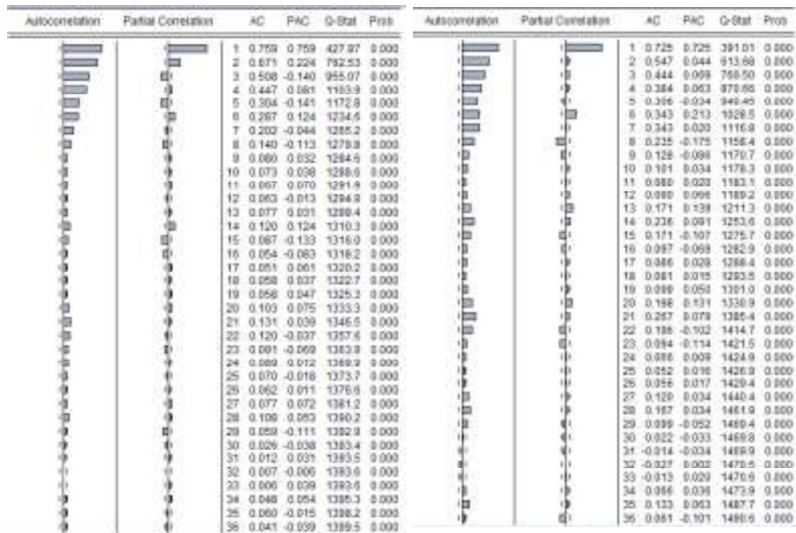 Autocorrelation Partial Correlation AC PAC Q-Stat Prob
1 0.759 0.759 427.97 0.000
2 0.671 0.224 762.53 0.000
3 0.508 -0.140 955.07 0.000
4 0.447 0.081 1103.9 0.000
5 0.304 -0.141 1172.8 0.000
6 0.287 0.124 1234.6 0.000
7 0.202 -0.044 1265.2 0.000
8 0.140 -0.113 1279.8 0.000
9 0.080 0.032 1284.6 0.000
10 0.073 0.038 1288.6 0.000
11 0.067 0.070 1291.9 0.000
12 0.063 -0.013 1294.9 0.000
13 0.077 0.031 1299.4 0.000
14 0.120 0.124 1310.3 0.000
15 0.087 -0.133 1316.0 0.000
16 0.054 -0.083 1318.2 0.000
17 0.051 0.061 1320.2 0.000
18 0.058 0.037 1322.7 0.000
19 0.058 0.047 1325.3 0.000
20 0.103 0.075 1333.3 0.000
21 0.131 0.039 1346.5 0.000
22 0.120 -0.037 1357.6 0.000
23 0.091 -0.069 1363.9 0.000
24 0.089 0.012 1369.9 0.000
25 0.070 -0.018 1373.7 0.000
26 0.062 0.011 1376.6 0.000
27 0.077 0.072 1381.2 0.000
28 0.109 0.053 1390.2 0.000
29 0.059 -0.111 1392.9 0.000
30 0.026 -0.038 1393.4 0.000
31 0.012 0.031 1393.5 0.000
32 0.007 -0.006 1393.6 0.000
33 0.006 0.039 1393.6 0.000
34 0.048 0.054 1395.3 0.000
35 0.060 -0.015 1398.2 0.000
36 0.041 -0.039 1399.5 0.000
Autocorrelation Partial Correlation AC PAC Q-Stat Prob
1 0.725 0.725 391.01 0.000
2 0.547 0.044 613.68 0.000
3 0.444 0.069 760.50 0.000
4 0.384 0.063 870.66 0.000
5 0.306 -0.034 940.45 0.000
6 0.343 0.213 1028.5 0.000
7 0.343 0.020 1116.8 0.000
8 0.235 -0.175 1158.4 0.000
9 0.128 1170.7 0.000
10 0.101 0.034 1178.3 0.000
11 0.080 0.020 1183.1 0.000
12 0.066 1189.2 0.000
13 0.171 0.139 1211.3 0.000
14 0.236 0.091 1253.6 0.000
15 0.171 -0.107 1275.7 0.000
16 0.097 -0.069 1282.9 0.000
17 0.086 0.028 1288.4 0.000
18 0.081 0.015 1293.5 0.000
19 0.099 0.050 1301.0 0.000
20 0.198 0.131 1330.9 0.000
21 0.267 0.079 1385.4 0.000
22 0.196 -0.102 1414.7 0.000
23 0.094 -0.114 1421.5 0.000
24 0.066 0.009 1424.9 0.000
25 0.052 0.016 1426.9 0.000
26 0.056 0.017 1429.4 0.000
27 0.120 0.034 1440.4 0.000
28 0.167 0.034 1461.9 0.000
29 0.099 -0.052 1469.4 0.000
30 0.022 -0.033 1469.8 0.000
31 -0.014 -0.034 1469.9 0.000
32 -0.027 0.002 1470.5 0.000
33 -0.013 0.020 1470.6 0.000
34 0.066 0.036 1473.9 0.000
35 0.133 0.063 1487.7 0.000
36 0.061 -0.101 1490.6 0.000